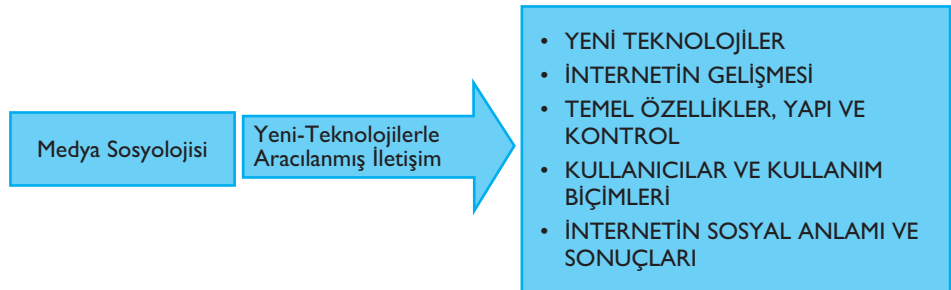 Medya Sosyolojisi
Yeni-Teknolojilerle
Aracılanmış İletişim
• YENİ TEKNOLOJİLER
• İNTERNETİN GELİŞMESİ
• TEMEL ÖZELLİKLER, YAPI VE
KONTROL
• KULLANICILAR VE KULLANIM
BİÇİMLERİ
• İNTERNETİN SOSYAL ANLAMI VE
SONUÇLARI